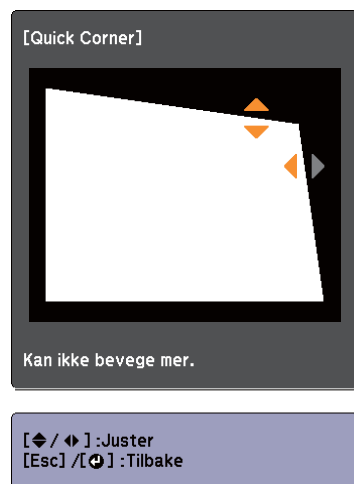 [Quick Corner]
Kan ikke bevege mer.
[ / ] :Juster
[Esc] /[ ] :Tilbake